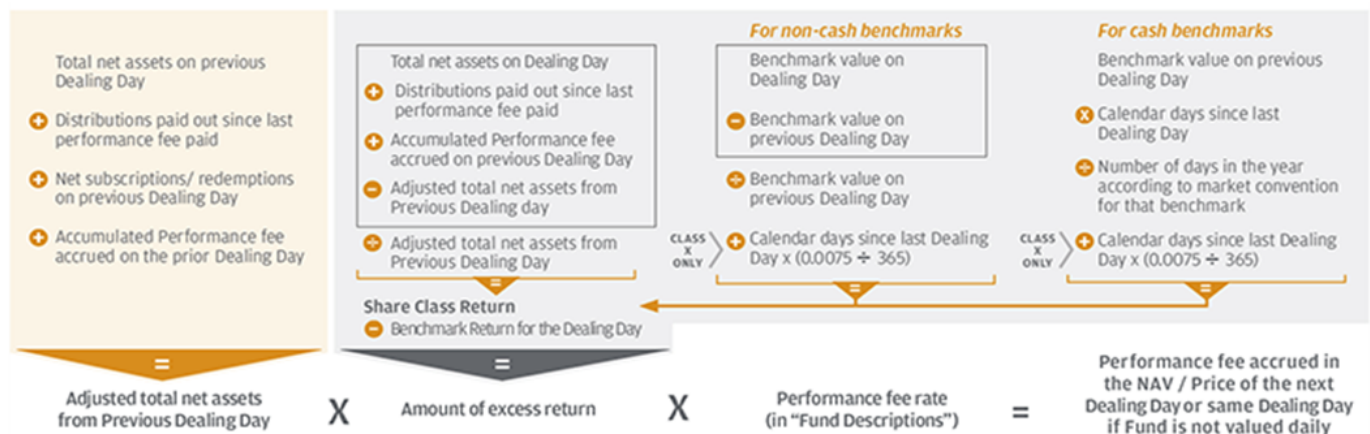 Total net assets on previous
Dealing Day
+ Distributions paid out since last
performance fee paid
+ Net subscriptions/ redemptions
on previous Dealing Day
+ Accumulated Performance fee
accrued on the prior Dealing Day
=
Adjusted total net assets
from Previous Dealing Day
X
Total net assets on Dealing Day
+ Distributions paid out since last
performance fee paid
+ Accumulated Performance fee
accrued on previous Dealing Day
− Adjusted total net assets from
Previous Dealing day
÷ Adjusted total net assets from
Previous Dealing Day
=
Share Class Return
− Benchmark Return for the Dealing Day
=
Amount of excess return
For non-cash benchmarks
Benchmark value on
Dealing Day
− Benchmark value on
previous Dealing Day
÷ Benchmark value on
previous Dealing Day
CLASS
X
ONLY
+ Calendar days since last Dealing
Day x (0.0075 ÷ 365)
=
For cash benchmarks
Benchmark value on previous
Dealing Day
x Calendar days since last
Dealing Day
÷ Number of days in the year
according to market convention
for that benchmark
CLASS
X
ONLY
+ Calendar days since last Dealing
Day x (0.0075 ÷ 365)
=
X
Performance fee rate
(in “Fund Descriptions”)
=
Performance fee accrued in
the NAV / Price of the next
Dealing Day or same Dealing Day
if Fund is not valued daily